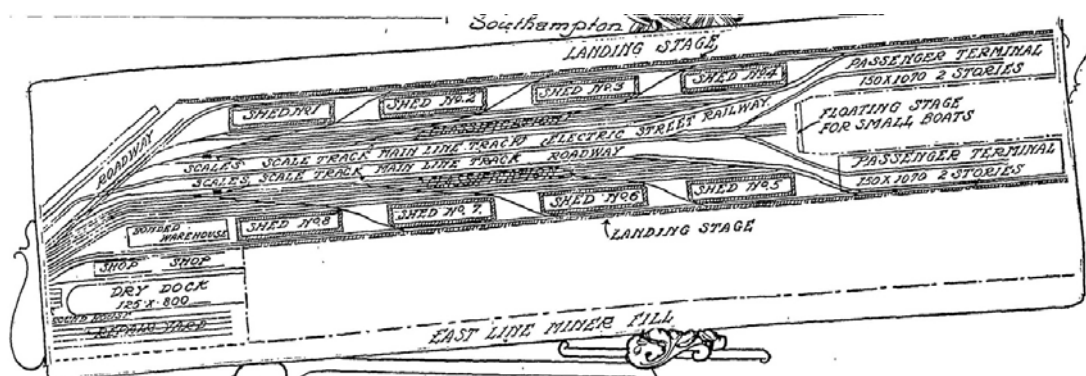 Southampton
LANDING STAGE
PASSENGER TERMINAL
150 X 1070 2 STORIES
SHED No 1
SHED No. 2
SHED No. 3
SHED No. 4
CLASSIFICATION
FLOATING STAGE
FOR SMALL BOATS
ROADWAY
SCALES SCALE TRACK MAIN LINE TRACK ELECTRIC STREET RAILWAY.
SCALES SCALE TRACK MAIN LINE TRACK ROADWAY
CLASSIFICATION
PASSENGER TERMINAL
150 X 1070 2 STORIES
SHED No. 8
SHED No. 7.
SHED No. 6
SHED No. 5
LANDING STAGE
BONDED
WAREHOUSE
SHOP SHOP
DRY DOCK
125 X 800
REPAIR YARD
EAST LINE MINER FILL